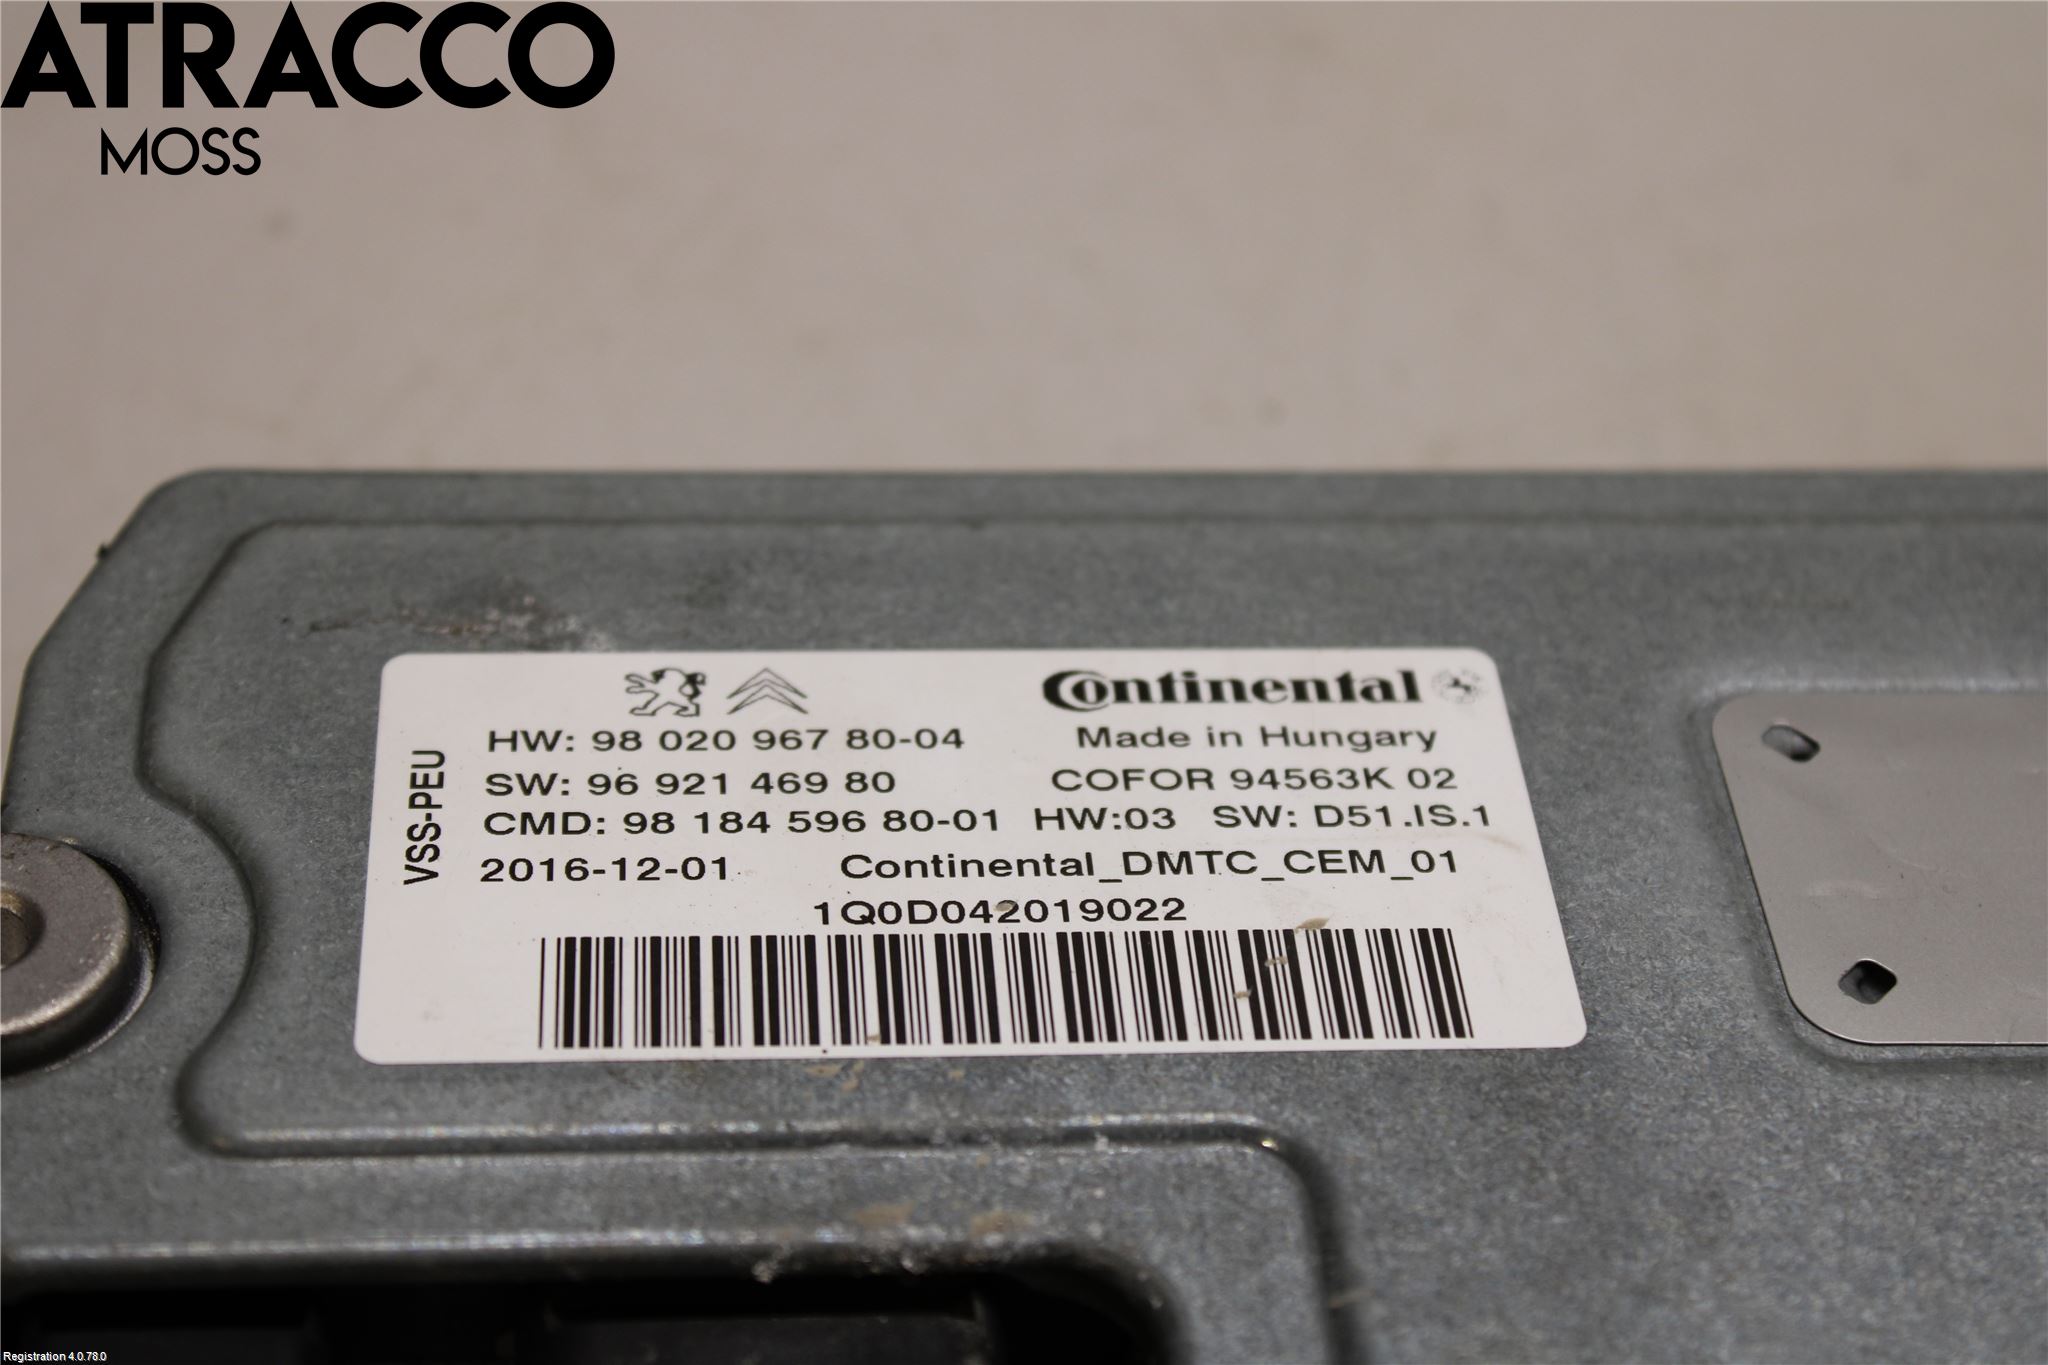 ATRACCO
MOSS
Continental
HW: 98 020 967 80-04
Made in Hungary
SW: 96 921 469 80
COFOR 94563K 02
CMD: 98 184 596 80-01 HW:03 SW: D51.IS.1
2016-12-01 Continental_DMTC_CEM_01
1Q0D042019022
VSS-PEU
Registration 4.0.78.0